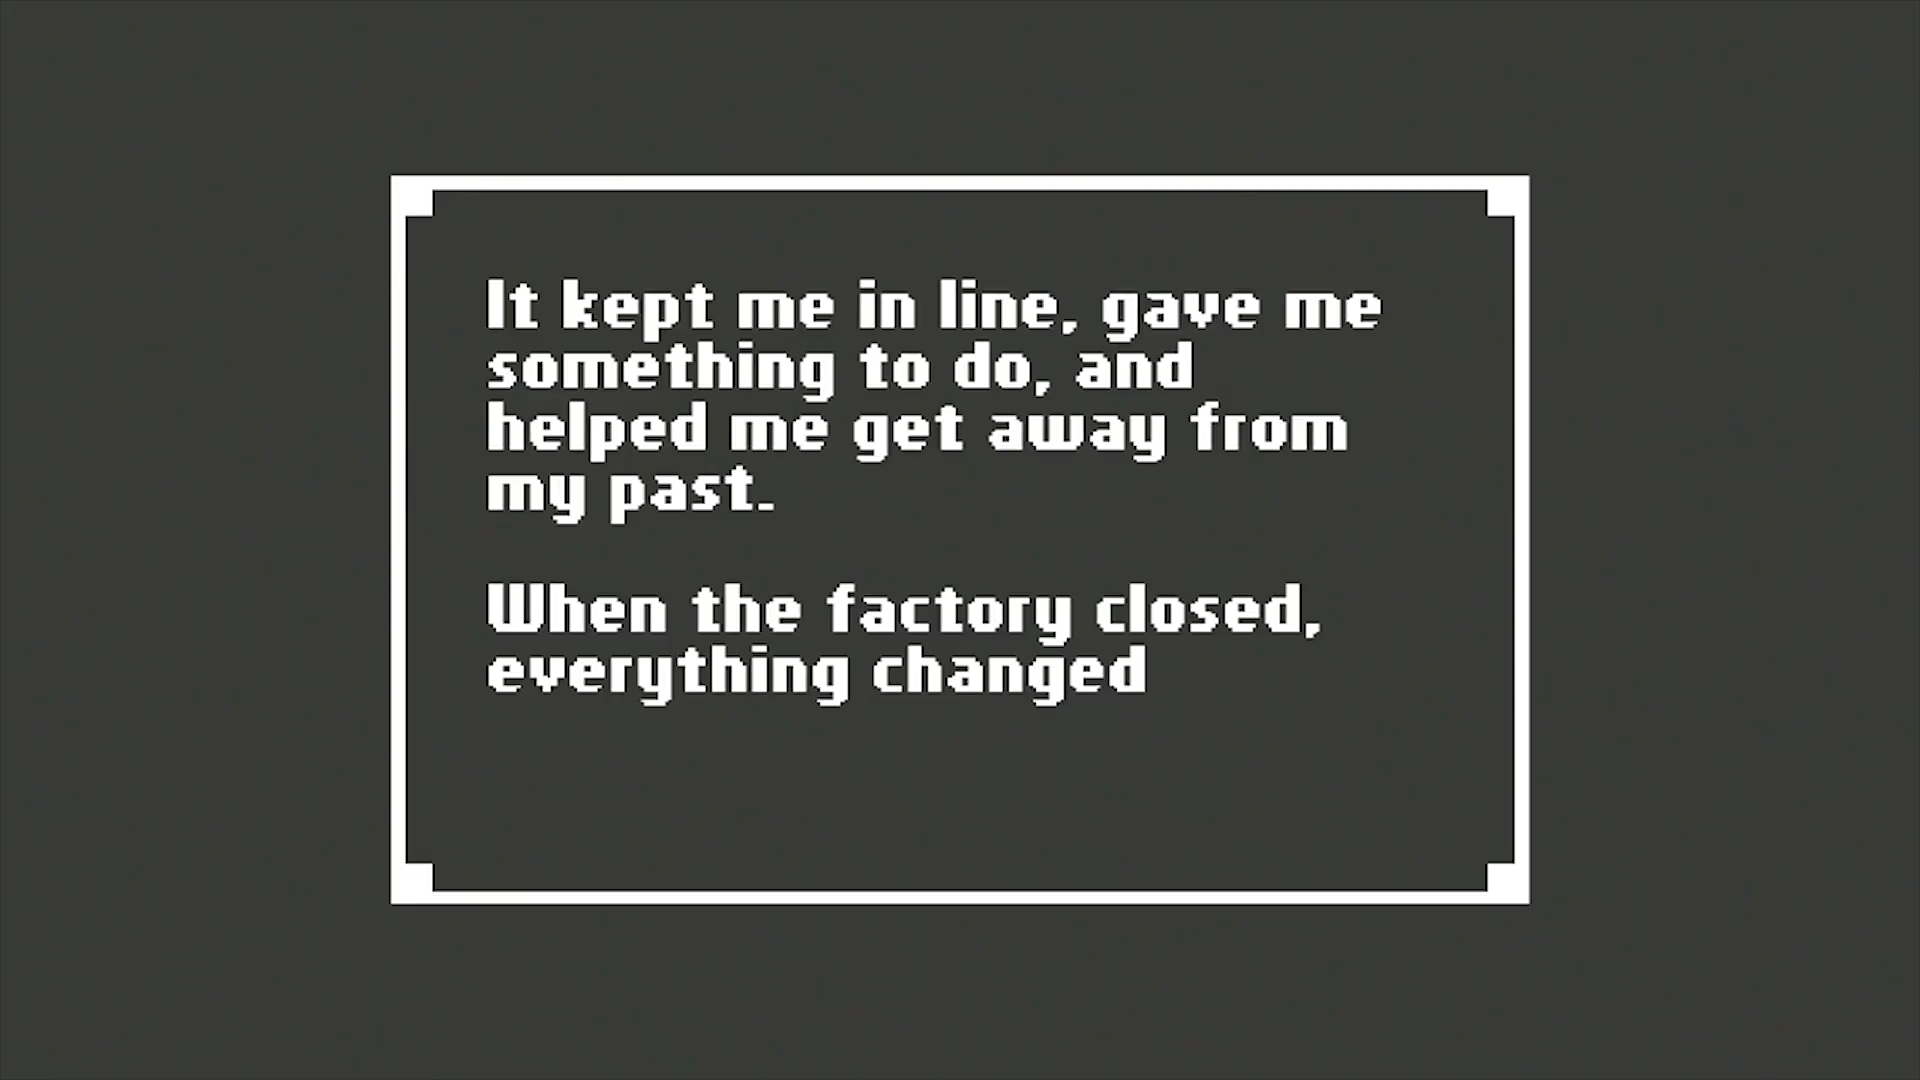 It kept me in line, gave me
something to do, and
helped me get away from
my past.
When the factory closed,
everything changed